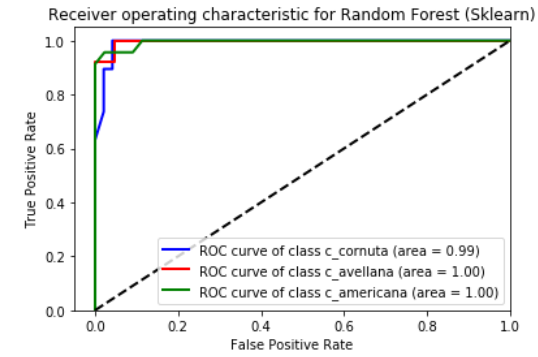 Receiver operating characteristic for Random Forest (Sklearn)
True Positive Rate
1.0
0.8
0.6
0.4
0.2
0.0
ROC curve of class c_cornuta (area = 0.99)
ROC curve of class c_avellana (area = 1.00)
ROC curve of class c_americana (area = 1.00)
0.0 0.2 0.4 0.6 0.8 1.0
False Positive Rate